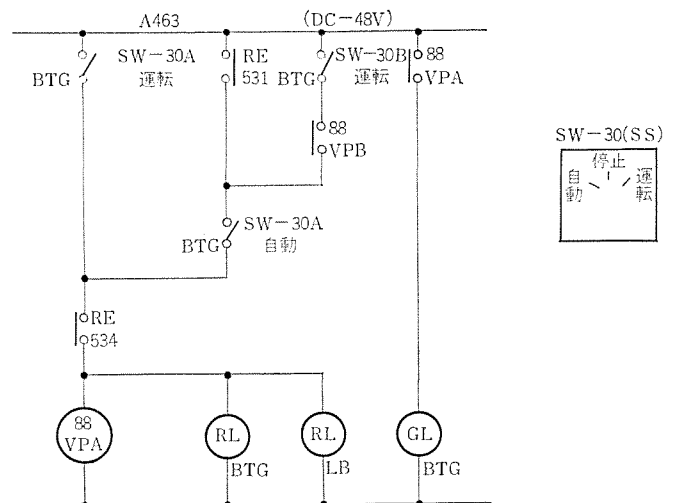 A463 (DC-48V)
SW-30A
BTG 運転
RE
531
SW-30B
BTG 運転
88
VPA
88
VPB
SW-30A
BTG 自動
RE
534
88
VPA
RL
BTG
RL
LB
GL
BTG
SW-30(SS)
停止
自動
運転